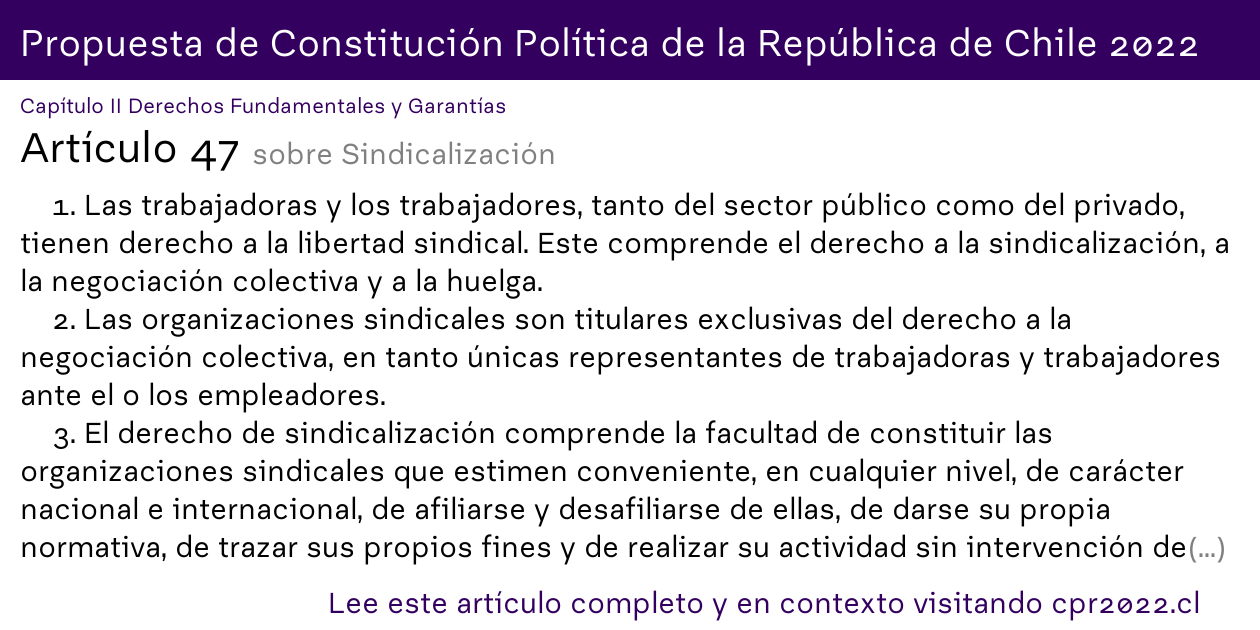 Propuesta de Constitución Política de la República de Chile 2022
Capítulo II Derechos Fundamentales y Garantías
Artículo 47 sobre Sindicalización
1. Las trabajadoras y los trabajadores, tanto del sector público como del privado,
tienen derecho a la libertad sindical. Este comprende el derecho a la sindicalización, a
la negociación colectiva y a la huelga.
2. Las organizaciones sindicales son titulares exclusivas del derecho a la
negociación colectiva, en tanto únicas representantes de trabajadoras y trabajadores
ante el o los empleadores.
3. El derecho de sindicalización comprende la facultad de constituir las
organizaciones sindicales que estimen conveniente, en cualquier nivel, de carácter
nacional e internacional, de afiliarse y desafiliarse de ellas, de darse su propia
normativa, de trazar sus propios fines y de realizar su actividad sin intervención de(...)
Lee este artículo completo y en contexto visitando cpr2022.cl